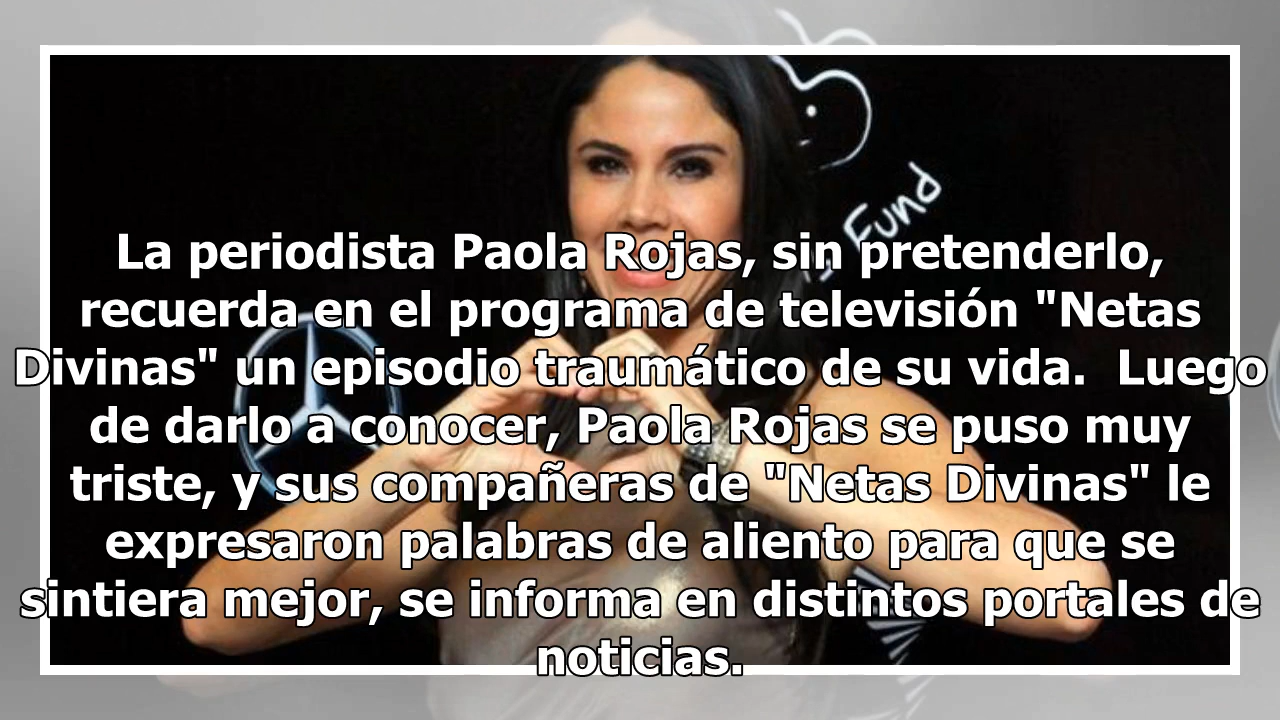 Fund
La periodista Paola Rojas, sin pretenderlo,
recuerda en el programa de televisión "Netas
Divinas" un episodio traumático de su vida.  Luego
de darlo a conocer, Paola Rojas se puso muy
triste, y sus compañeras de "Netas Divinas" le
expresaron palabras de aliento para que se
sintiera mejor, se informa en distintos portales de
noticias.